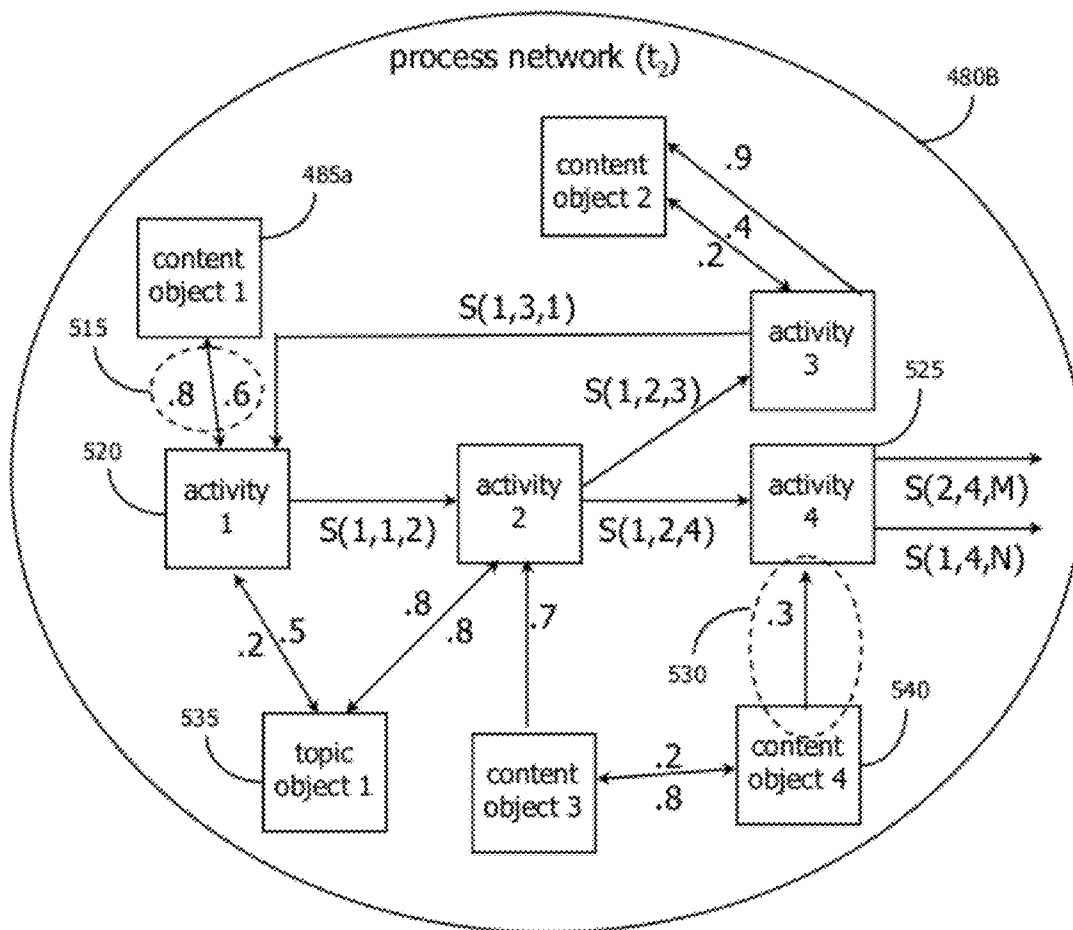 process network (t₂)
480B
content
object 2
.9
.4
.2
485a
content
object 1
S(1,3,1)
activity
3
515
.8
.6
S(1,2,3)
525
520
activity
1
activity
2
activity
4
S(1,1,2)
S(1,2,4)
S(2,4,M)
S(1,4,N)
.8
.8
.7
.3
.2
.5
530
540
535
topic
object 1
content
object 3
.2
.8
content
object 4